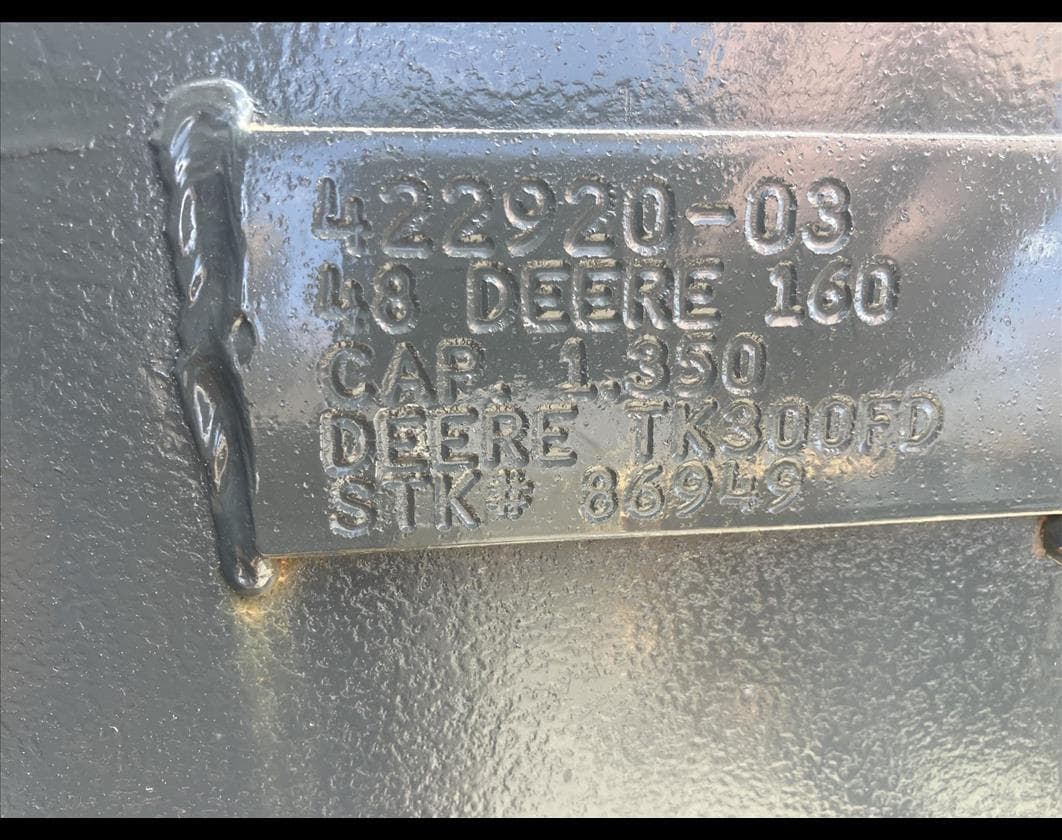 422920-03
48 DEERE 160
CAP. 1.350
DEERE TK300FD
STK# 86949